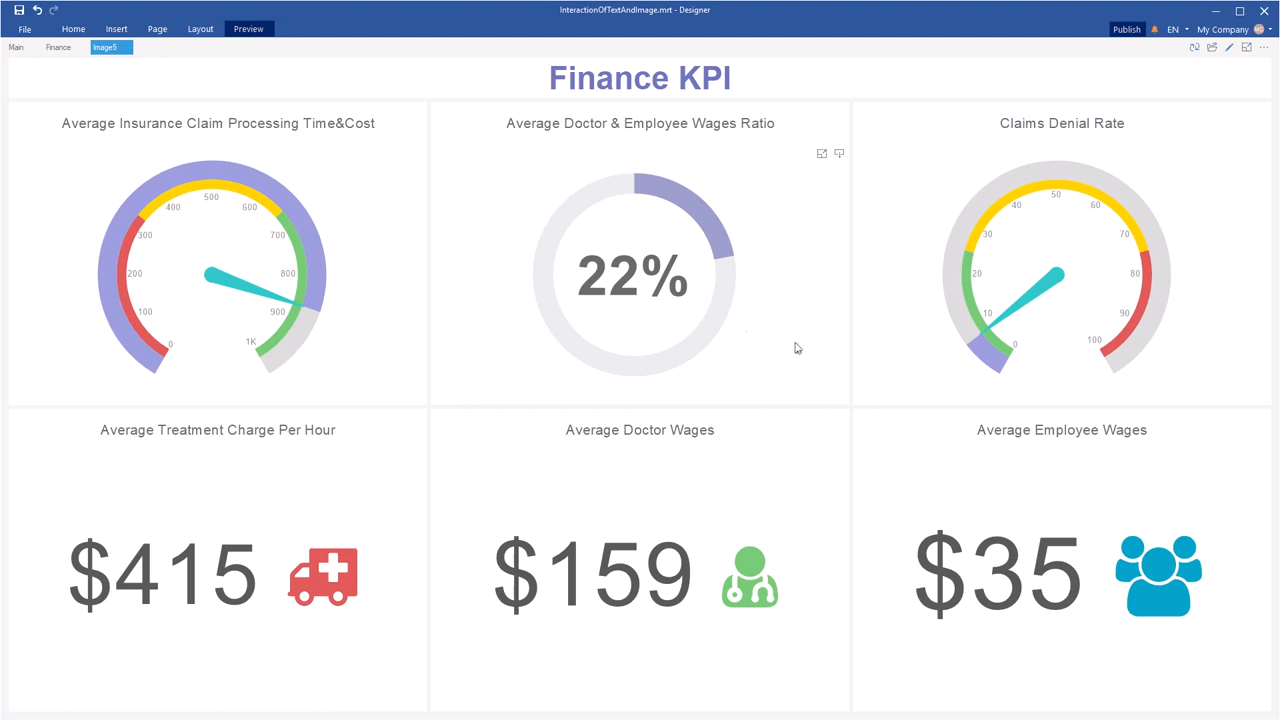 InteractionOfTextAndImage.mrt - Designer
File Home Insert Page Layout Preview
Publish EN My Company
Main Finance Image5
Finance KPI
Average Insurance Claim Processing Time&Cost
0 100 200 300 400 500 600 700 800 900 1K
Average Doctor & Employee Wages Ratio
22%
Claims Denial Rate
0 10 20 30 40 50 60 70 80 90 100
Average Treatment Charge Per Hour
$415
Average Doctor Wages
$159
Average Employee Wages
$35